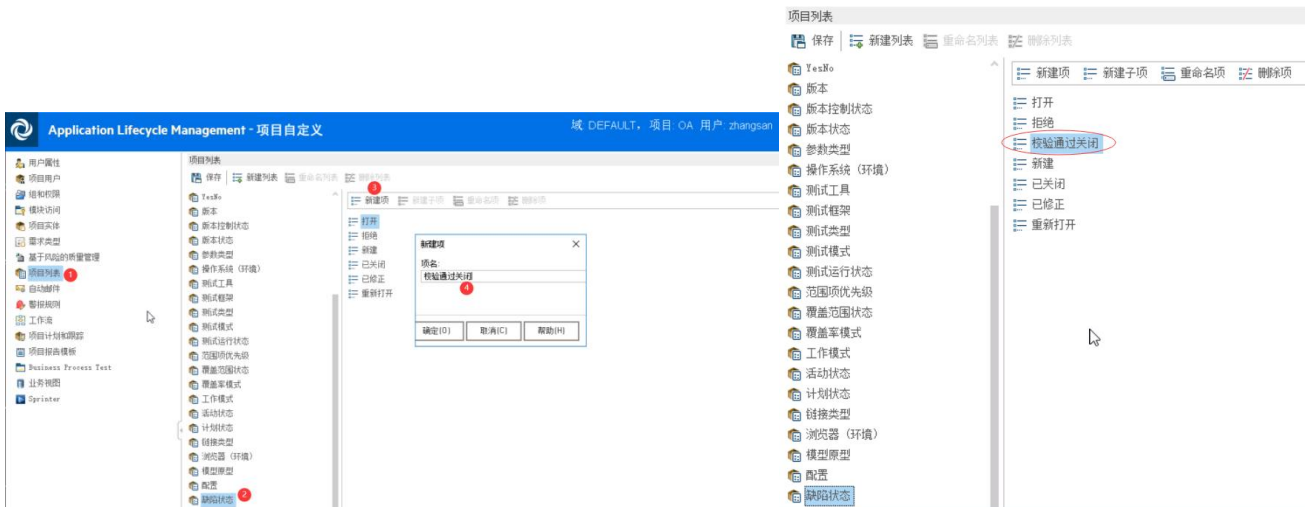 Application Lifecycle Management - 项目自定义
域: DEFAULT, 项目: OA 用户: zhangsan
用户属性
项目用户
组和权限
模块访问
项目实体
需求类型
基于风险的质量管理
项目列表 1
自动邮件
警报规则
工作流
项目计划和跟踪
项目报告模板
Business Process Test
业务视图
Sprinter
项目列表
保存 新建列表 重命名列表 删除列表
YesNo
版本
版本控制状态
版本状态
参数类型
操作系统（环境）
测试工具
测试框架
测试类型
测试模式
测试运行状态
范围项优先级
覆盖范围状态
覆盖率模式
工作模式
活动状态
计划状态
链接类型
浏览器（环境）
模型原型
配置
缺陷状态 2
3
新建项 新建子项 重命名项 删除项
打开
拒绝
新建
已关闭
已修正
重新打开
新建项
项名:
校验通过关闭
4
确定(O) 取消(C) 帮助(H)
项目列表
保存 新建列表 重命名列表 删除列表
YesNo
版本
版本控制状态
版本状态
参数类型
操作系统（环境）
测试工具
测试框架
测试类型
测试模式
测试运行状态
范围项优先级
覆盖范围状态
覆盖率模式
工作模式
活动状态
计划状态
链接类型
浏览器（环境）
模型原型
配置
缺陷状态
新建项 新建子项 重命名项 删除项
打开
拒绝
校验通过关闭
新建
已关闭
已修正
重新打开